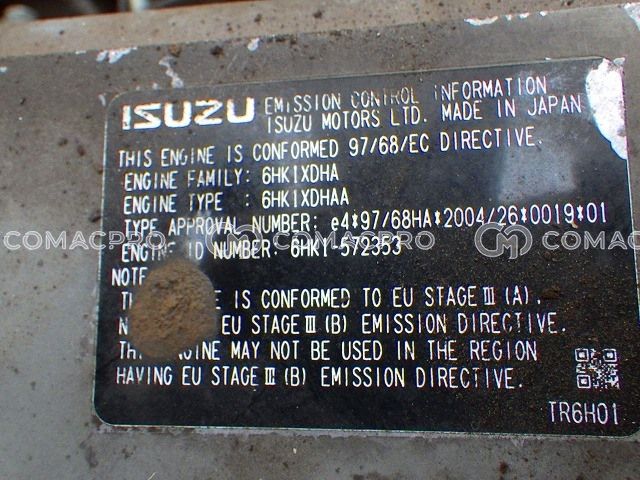 ISUZU EMISSION CONTROL INFORMATION
ISUZU MOTORS LTD. MADE IN JAPAN
THIS ENGINE IS CONFORMED 97/68/EC DIRECTIVE.
ENGINE FAMILY: 6HK1XDHA
ENGINE TYPE : 6HK1XDHAA
TYPE APPROVAL NUMBER: e4*97/68HA*2004/26*0019*01
COMACPRO COMACPRO COMACPRO
ENGINE ID NUMBER: 6HK1-572353
NOTE
IS CONFORMED TO EU STAGE III (A).
EU STAGE III (B) EMISSION DIRECTIVE.
THIS ENGINE MAY NOT BE USED IN THE REGION
HAVING EU STAGE III (B) EMISSION DIRECTIVE.
TR6H01